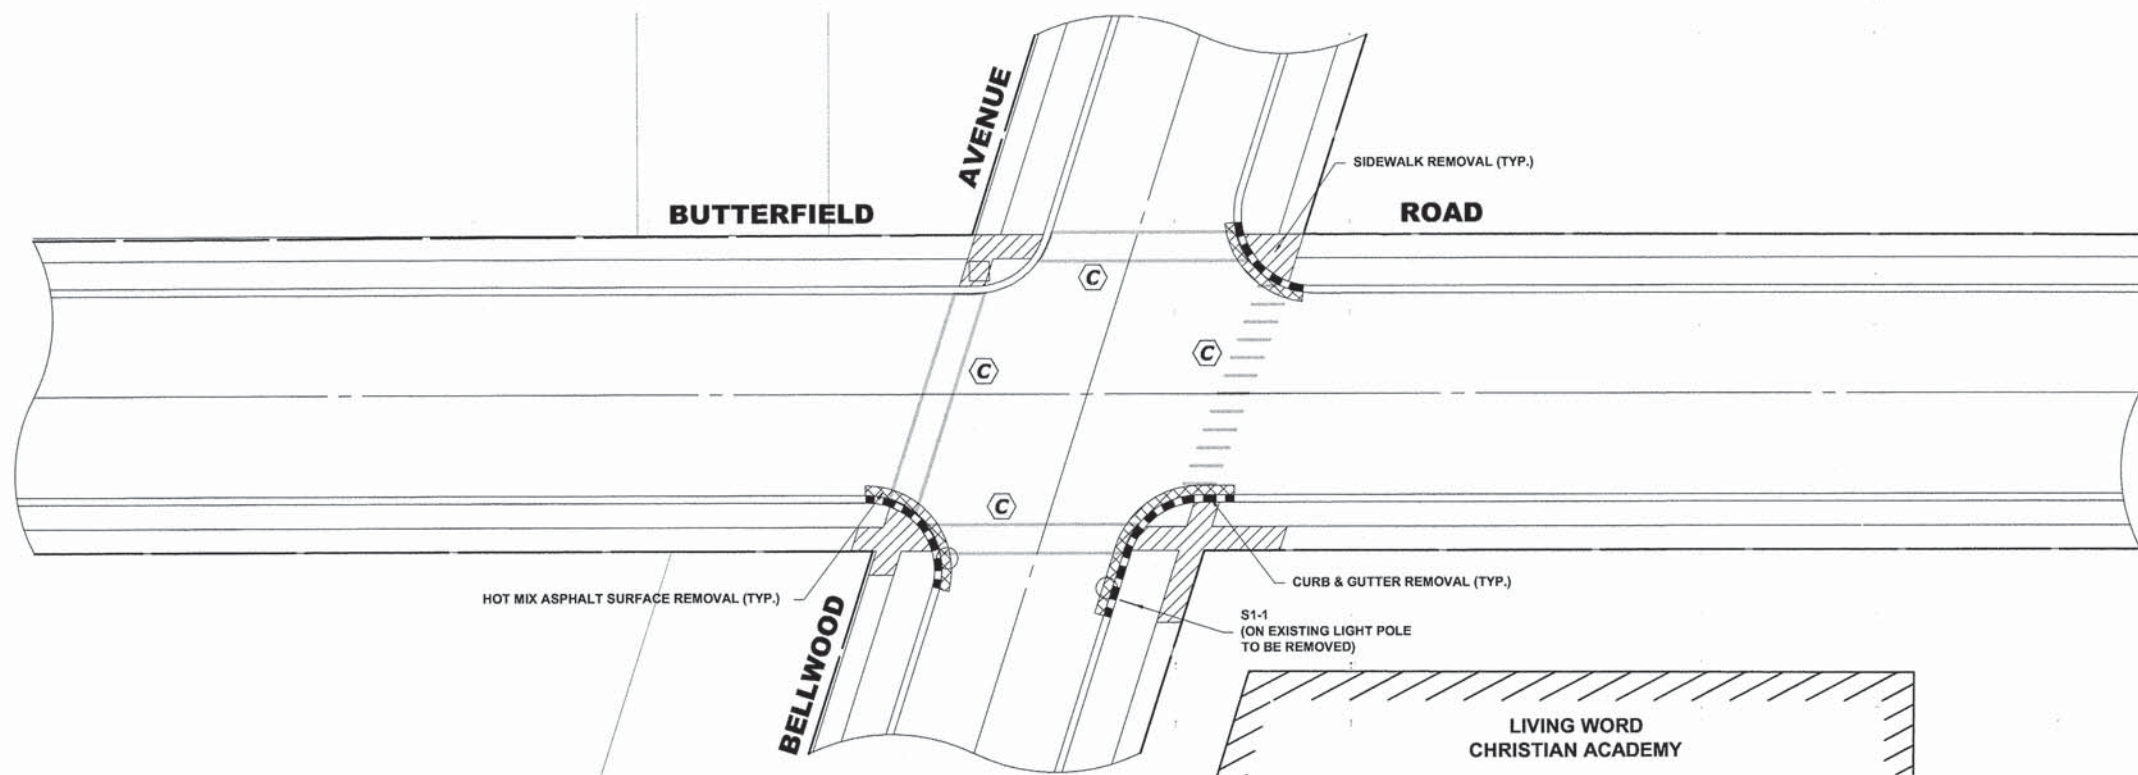 AVENUE
SIDEWALK REMOVAL (TYP.)
BUTTERFIELD
ROAD
C
C
C
C
HOT MIX ASPHALT SURFACE REMOVAL (TYP.)
CURB & GUTTER REMOVAL (TYP.)
S1-1
(ON EXISTING LIGHT POLE
TO BE REMOVED)
BELLWOOD
LIVING WORD
CHRISTIAN ACADEMY